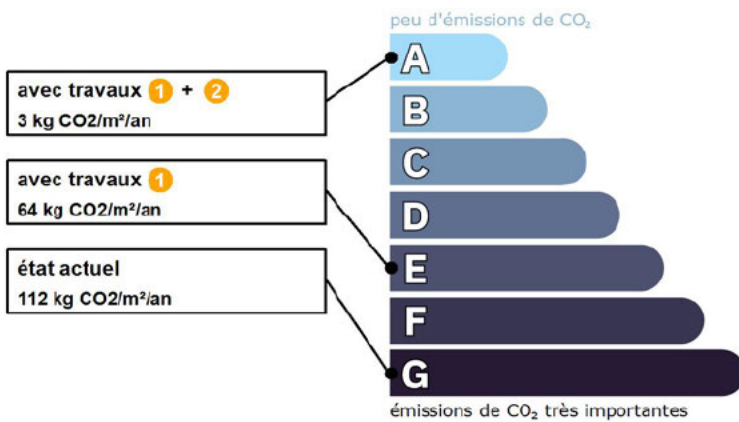 peu d'émissions de CO₂
A
avec travaux 1 + 2
3 kg CO2/m²/an
B
C
avec travaux 1
64 kg CO2/m²/an
D
E
état actuel
112 kg CO2/m²/an
F
G
émissions de CO₂ très importantes